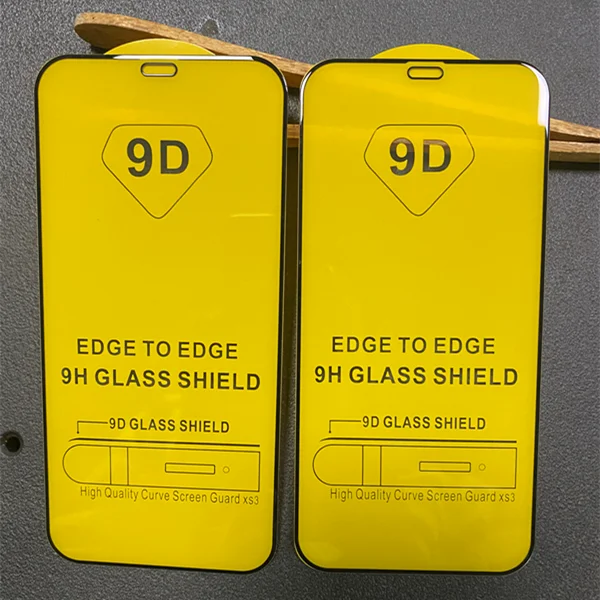 9D
EDGE TO EDGE
9H GLASS SHIELD
9D GLASS SHIELD
High Quality Curve Screen Guard xs3
9D
EDGE TO EDGE
9H GLASS SHIELD
9D GLASS SHIELD
High Quality Curve Screen Guard xs3